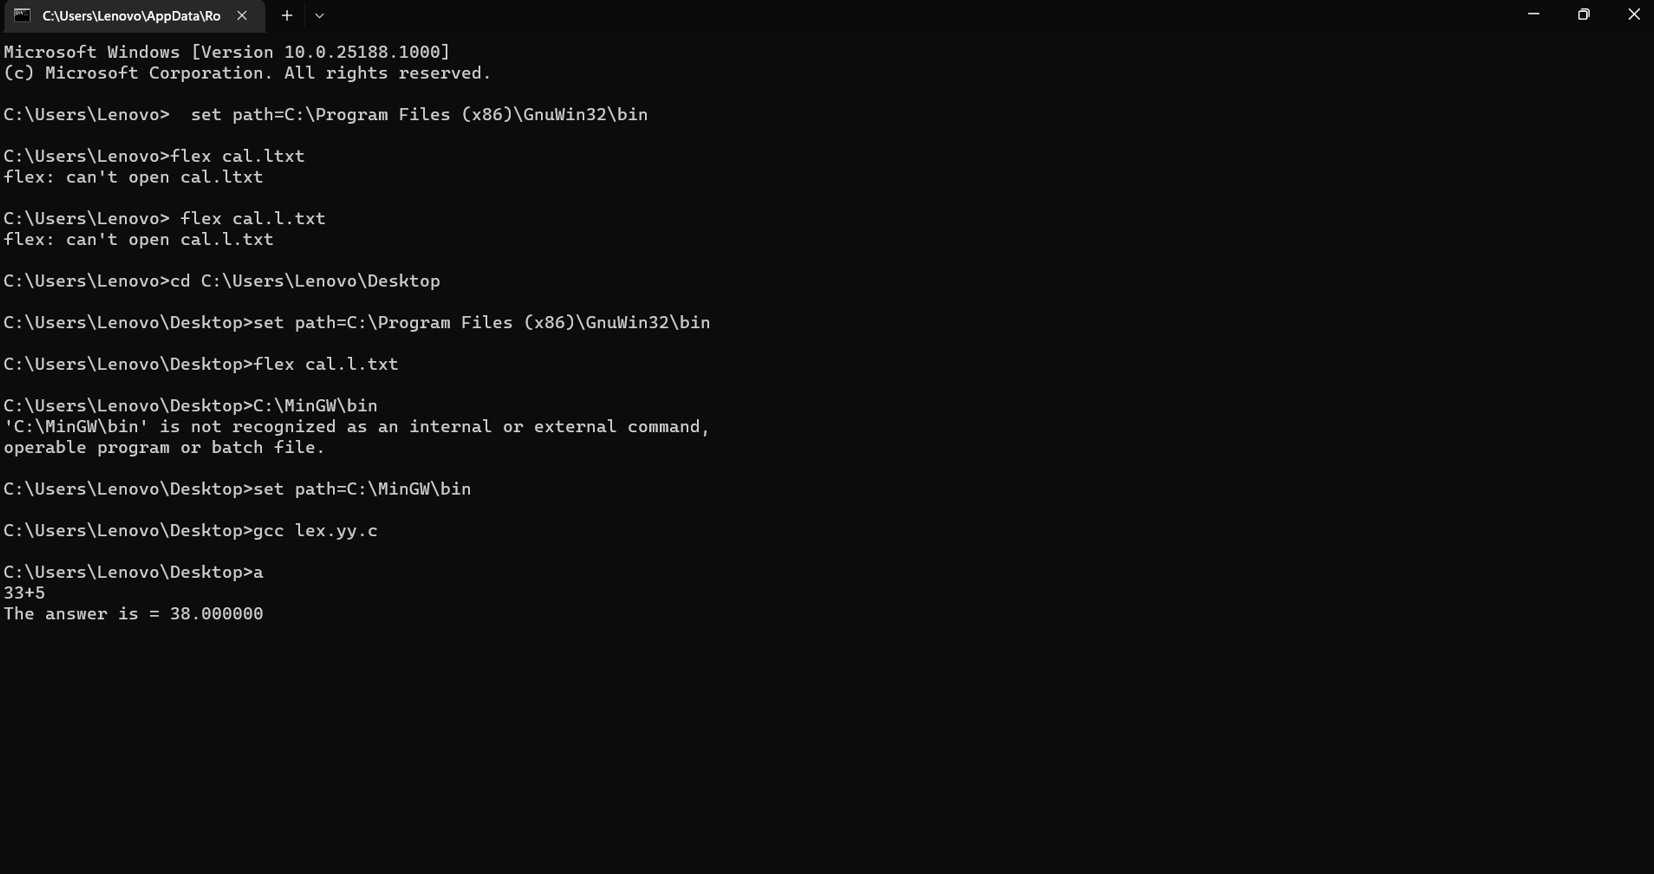 C:\Users\Lenovo\AppData\Ro
Microsoft Windows [Version 10.0.25188.1000]
(c) Microsoft Corporation. All rights reserved.
C:\Users\Lenovo>  set path=C:\Program Files (x86)\GnuWin32\bin
C:\Users\Lenovo>flex cal.ltxt
flex: can't open cal.ltxt
C:\Users\Lenovo> flex cal.l.txt
flex: can't open cal.l.txt
C:\Users\Lenovo>cd C:\Users\Lenovo\Desktop
C:\Users\Lenovo\Desktop>set path=C:\Program Files (x86)\GnuWin32\bin
C:\Users\Lenovo\Desktop>flex cal.l.txt
C:\Users\Lenovo\Desktop>C:\MinGW\bin
'C:\MinGW\bin' is not recognized as an internal or external command,
operable program or batch file.
C:\Users\Lenovo\Desktop>set path=C:\MinGW\bin
C:\Users\Lenovo\Desktop>gcc lex.yy.c
C:\Users\Lenovo\Desktop>a
33+5
The answer is = 38.000000